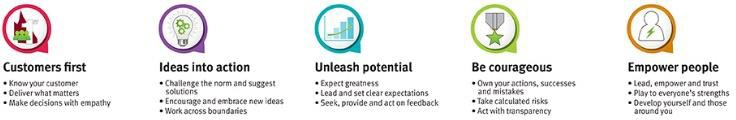 Customers first
• Know your customer
• Deliver what matters
• Make decisions with empathy
Ideas into action
• Challenge the norm and suggest
solutions
• Encourage and embrace new ideas
• Work across boundaries
Unleash potential
• Expect greatness
• Lead and set clear expectations
• Seek, provide and act on feedback
Be courageous
• Own your actions, successes
and mistakes
• Take calculated risks
• Act with transparency
Empower people
• Lead, empower and trust
• Play to everyone's strengths
• Develop yourself and those
around you